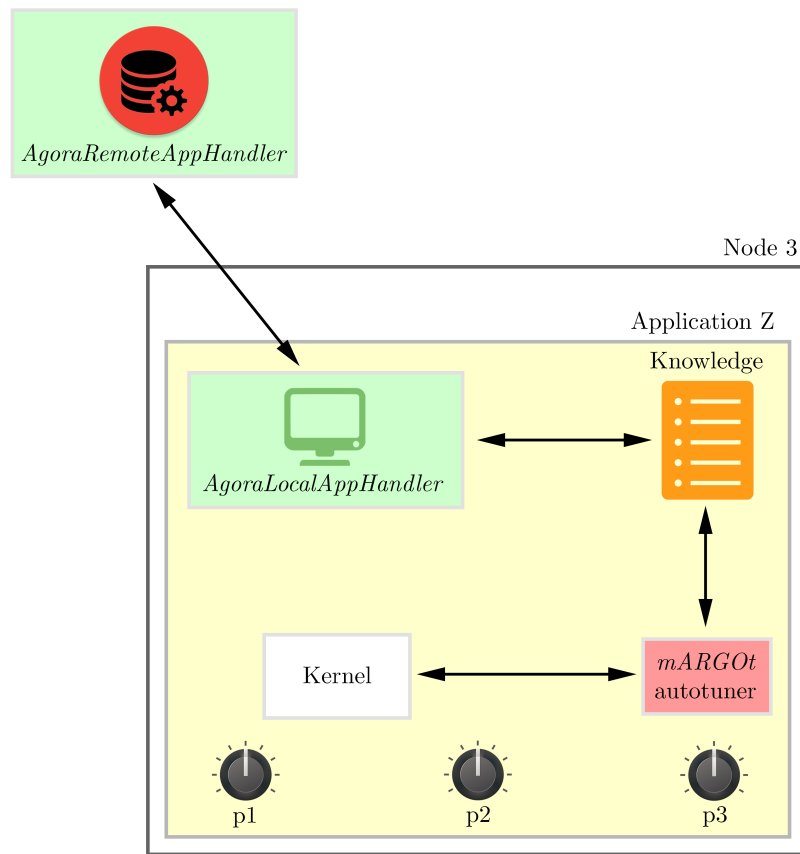 AgoraRemoteAppHandler
Node 3
Application Z
Knowledge
AgoraLocalAppHandler
Kernel
mARGOt
autotuner
p1
p2
p3